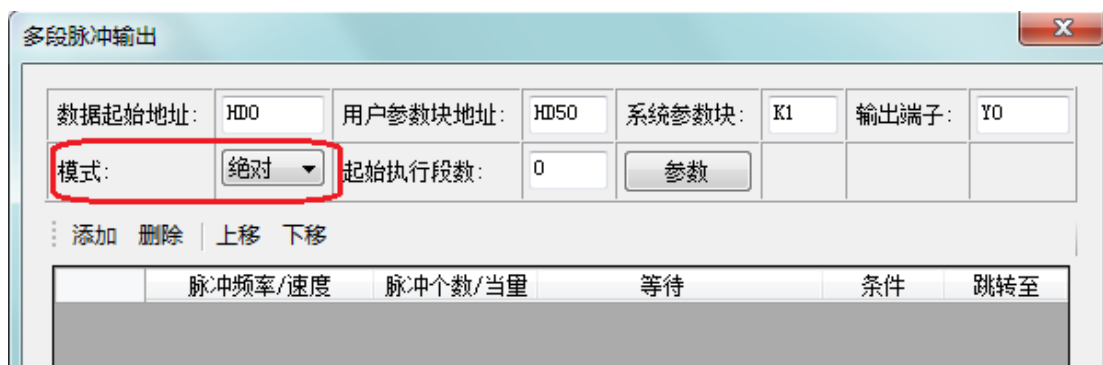 多段脉冲输出
数据起始地址: HD0 用户参数块地址: HD50 系统参数块: K1 输出端子: Y0
模式: 绝对 起始执行段数: 0 参数
添加 删除 上移 下移
脉冲频率/速度 脉冲个数/当量 等待 条件 跳转至